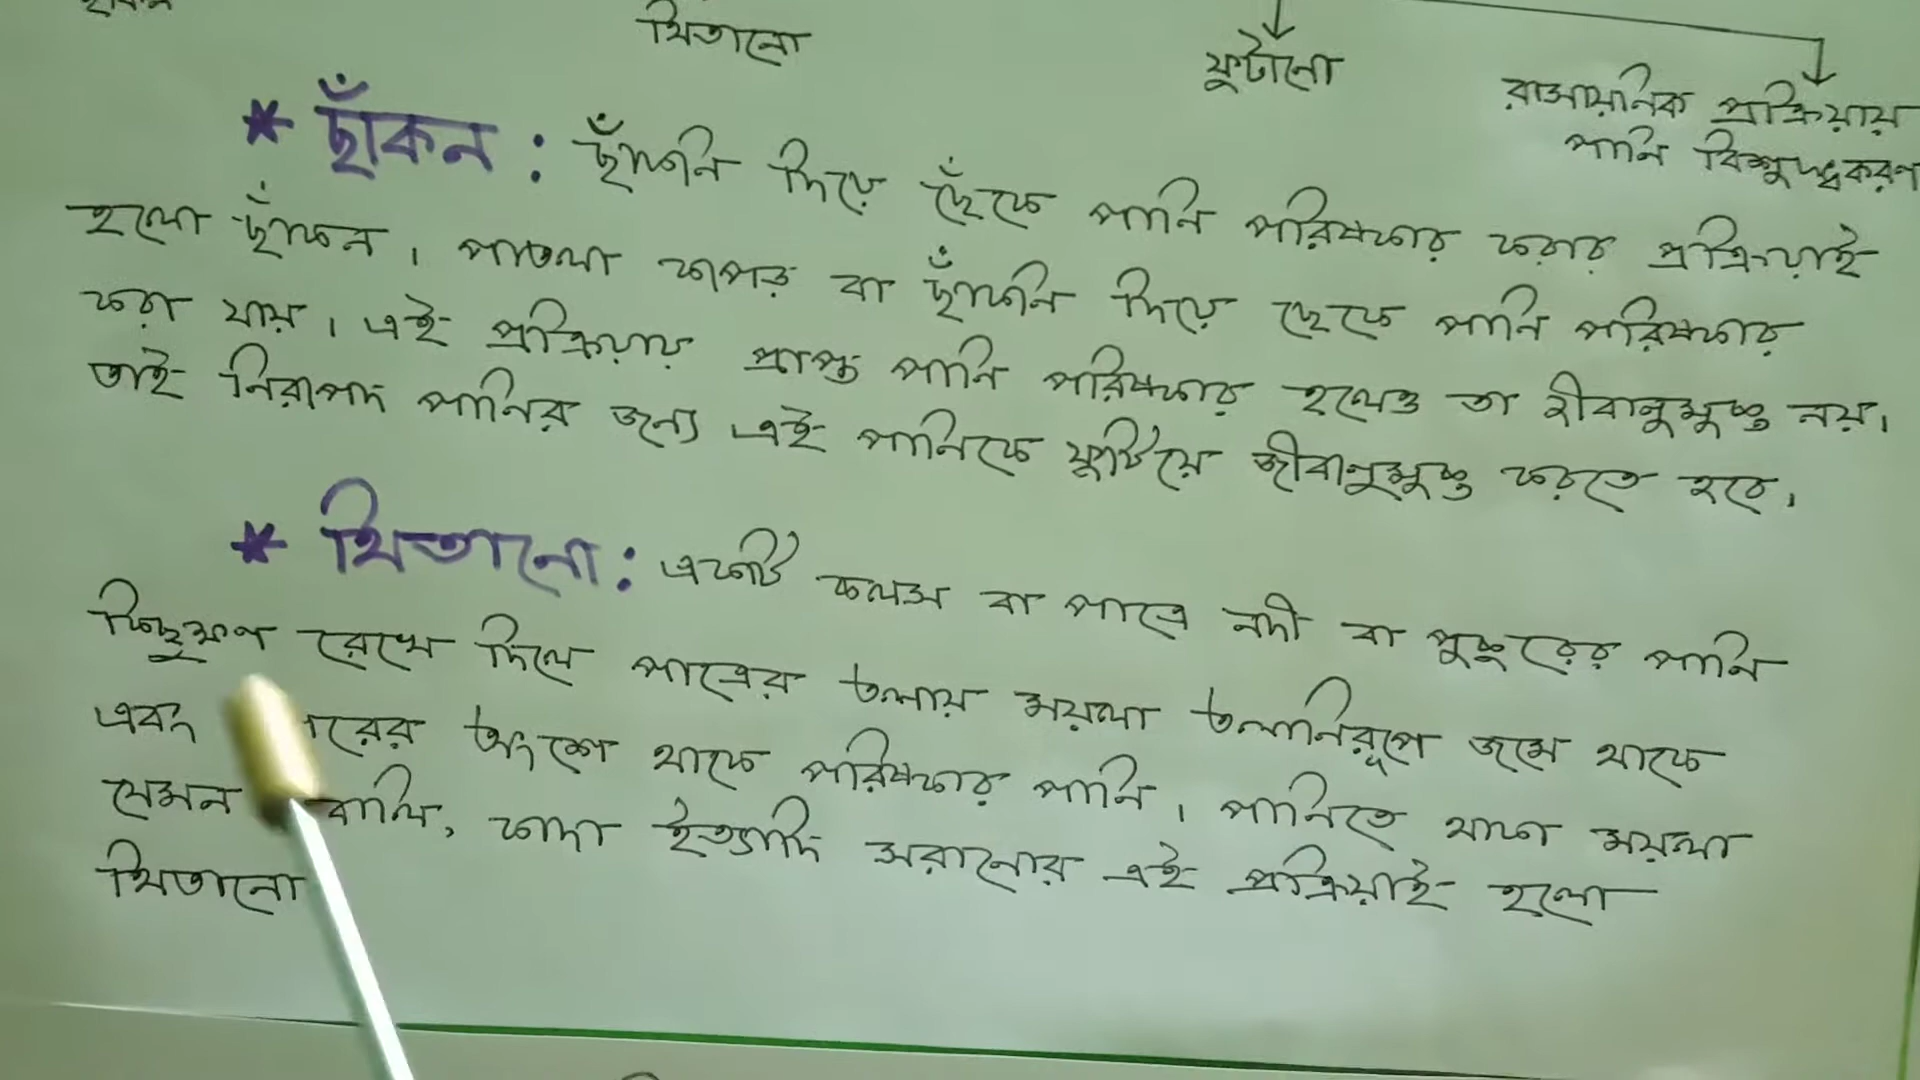 থিতানো
ফুটানো
রাসায়নিক প্রক্রিয়ায়
পানি বিশুদ্ধকরণ
* ছাঁকন : ছাঁকনি দিয়ে ছেঁকে পানি পরিষ্কার করার প্রক্রিয়াই
হলো ছাঁকন । পাতলা কাপড় বা ছাঁকনি দিয়ে ছেকে পানি পরিষ্কার
করা যায় । এই প্রক্রিয়ায় প্রাপ্ত পানি পরিষ্কার হলেও তা জীবানুমুক্ত নয় ।
তাই নিরাপদ পানির জন্যে এই পানিকে ফুটিয়ে জীবানুমুক্ত করতে হবে ।
* থিতানো : একটি কলস বা পাত্রে নদী বা পুকুরের পানি
কিছুক্ষণ রেখে দিলে পাত্রের তলায় ময়লা তলানিরূপে জমে থাকে
এবং অংশে থাকে পরিষ্কার পানি । পানিতে থাকা ময়লা
যেমন বালি, কাদা ইত্যাদি সরানোর এই প্রক্রিয়াই হলো
থিতানো